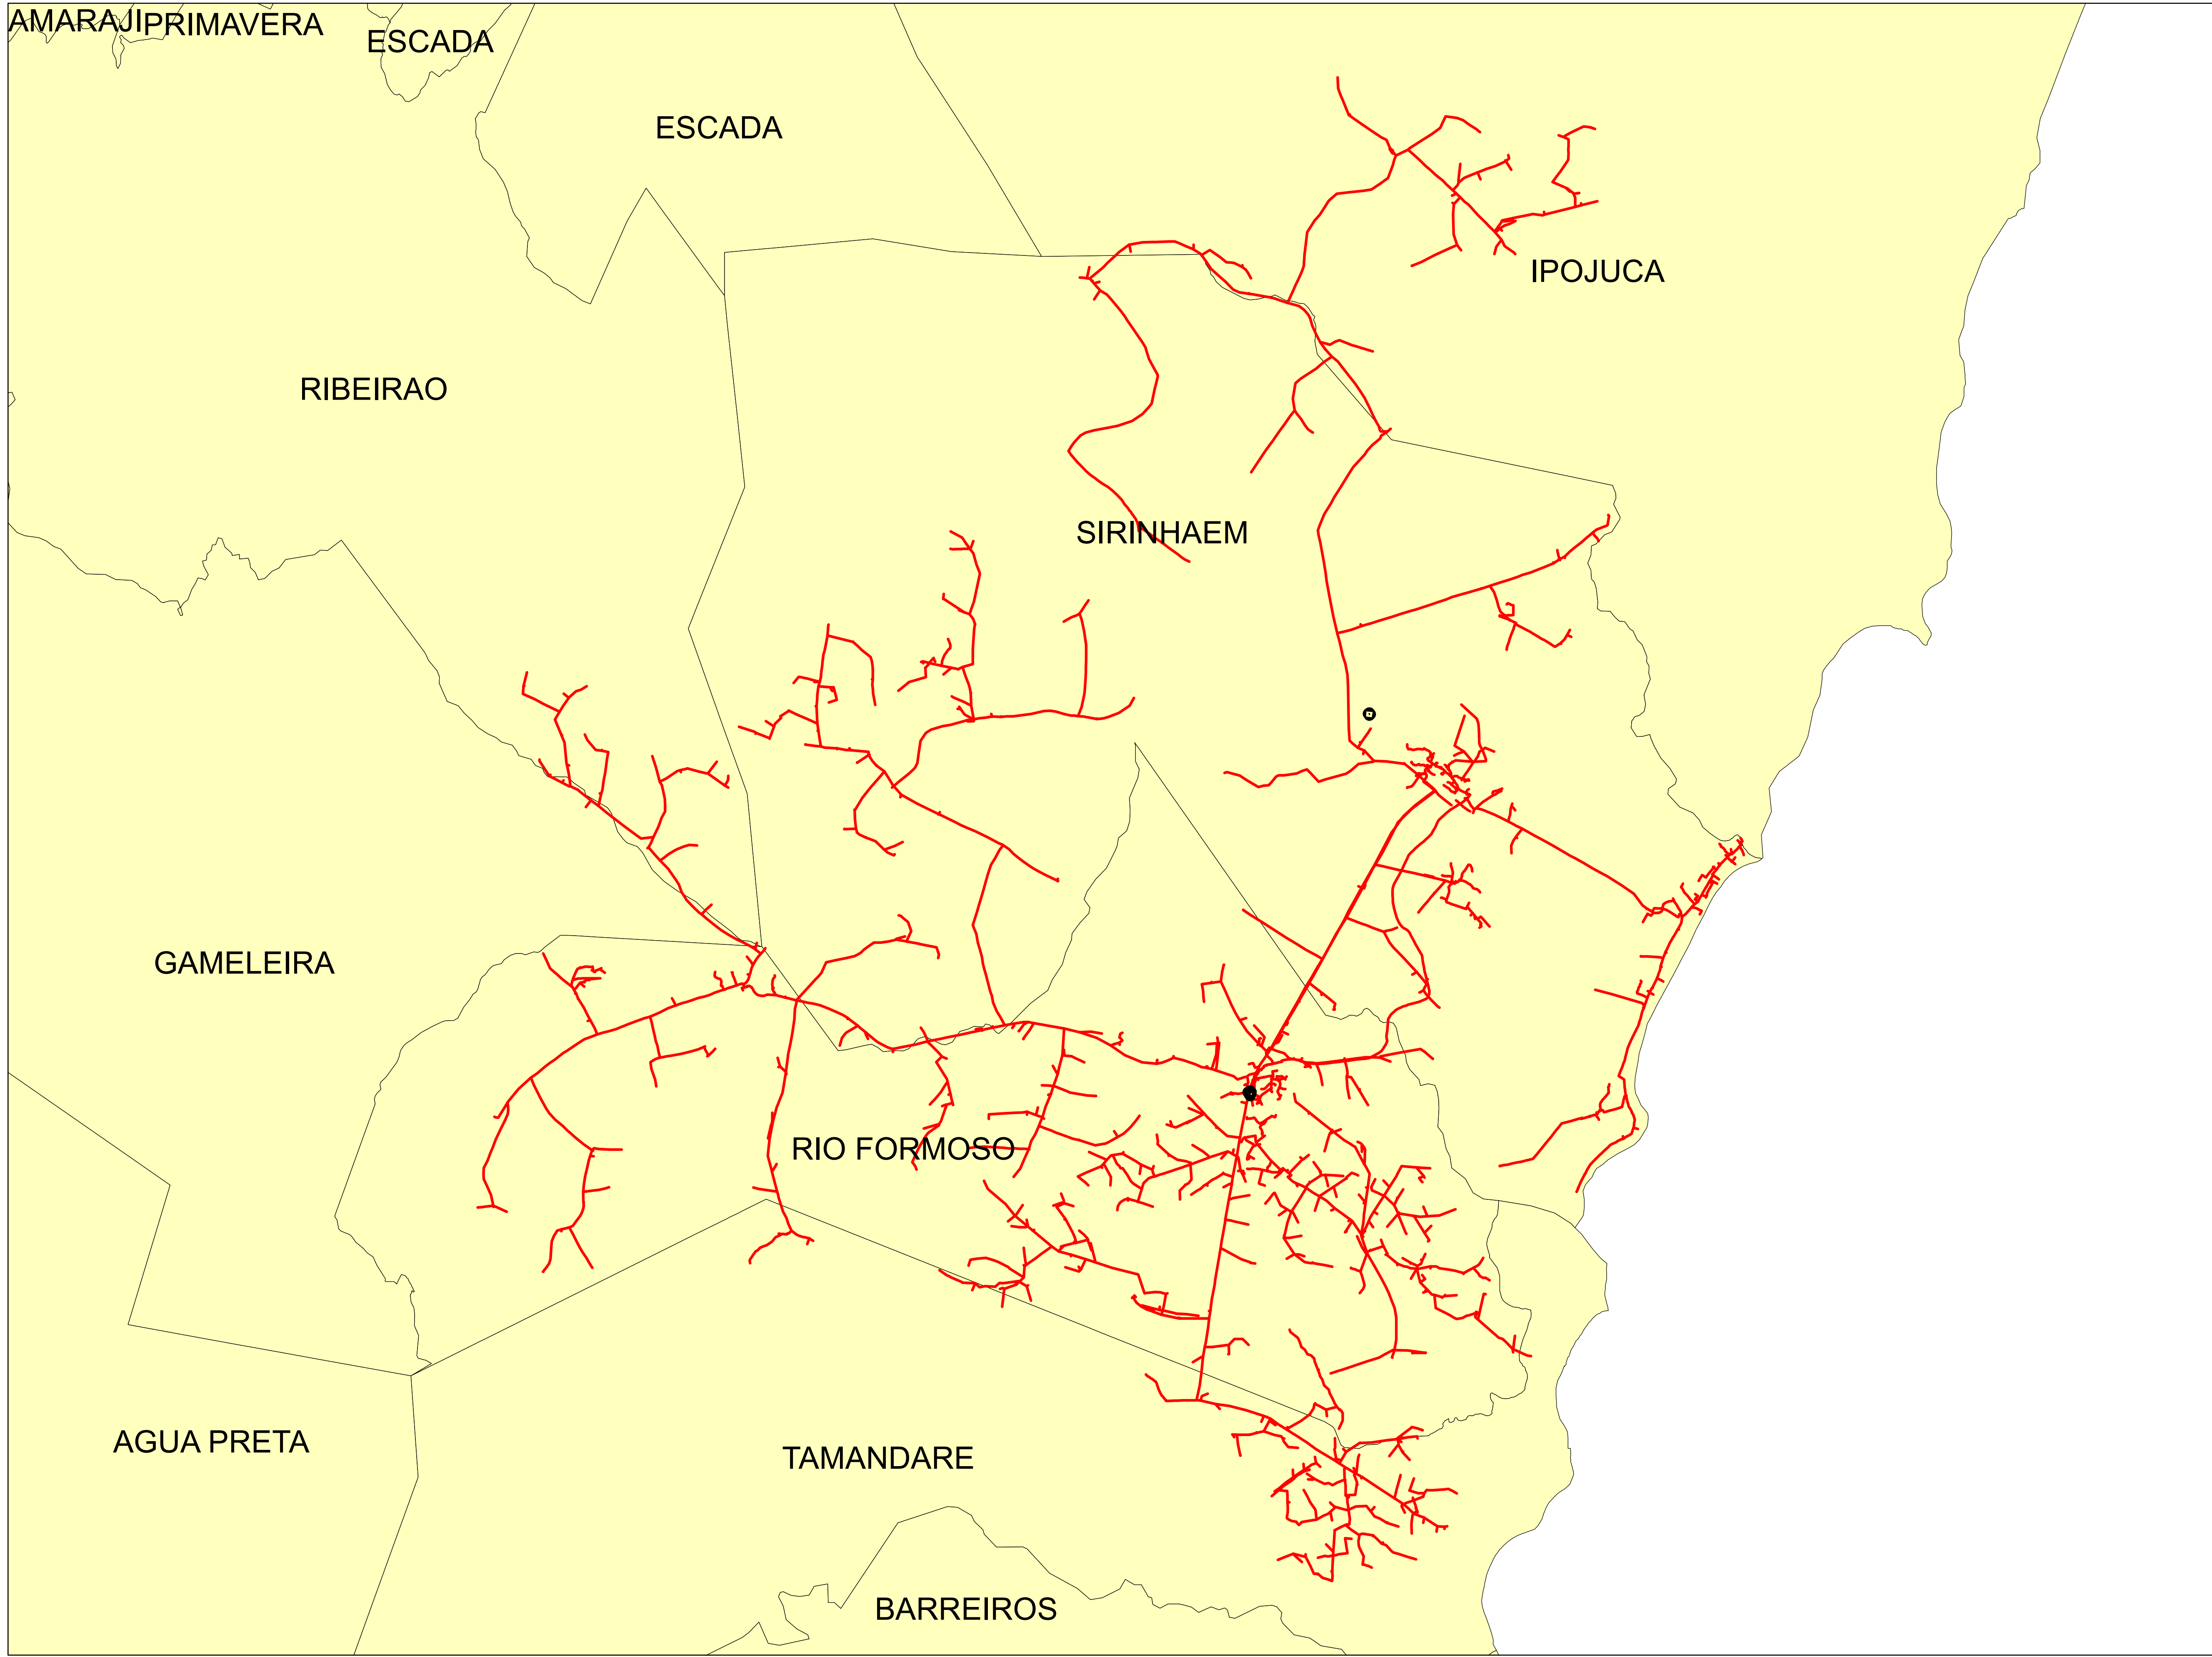 AMARAJI
PRIMAVERA
ESCADA
ESCADA
IPOJUCA
RIBEIRAO
SIRINHAEM
GAMELEIRA
RIO FORMOSO
AGUA PRETA
TAMANDARE
BARREIROS